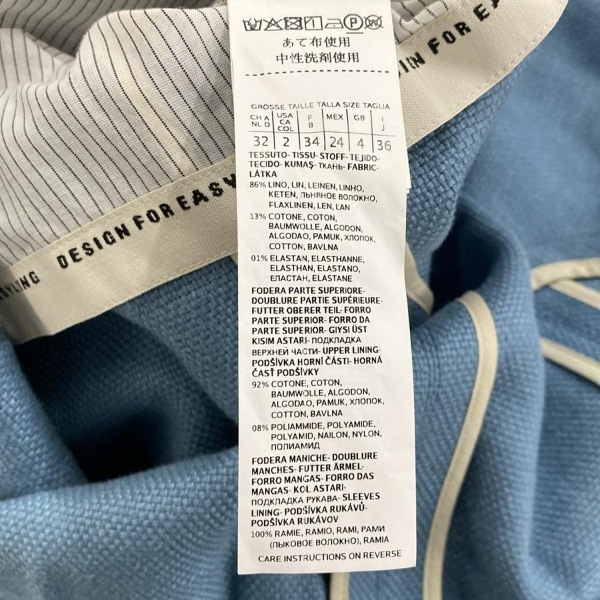 あて布使用
中性洗剤使用
GROSSE TAILLE TALLA SIZE TAGLIA
CH A NL D USA CA COL F B MEX GB I J
32 2 34 24 4 36
TESSUTO- TISSU- STOFF- TEJIDO-
TECIDO- KUMAŞ- ТКАНЬ- FABRIC-
LÁTKA
86% LINO, LIN, LEINEN, LINHO,
KETEN, ЛЬНЯНОЕ ВОЛОКНО,
FLAXLINEN, LEN, ĽAN
13% COTONE, COTON,
BAUMWOLLE, ALGODON,
ALGODAO, PAMUK, ХЛОПОК,
COTTON, BAVLNA
01% ELASTAN, ELASTHANNE,
ELASTHAN, ELASTANO,
ЕЛАСТАН, ELASTANE
FODERA PARTE SUPERIORE-
DOUBLURE PARTIE SUPÉRIEURE-
FUTTER OBERER TEIL- FORRO
PARTE SUPERIOR- FORRO DA
PARTE SUPERIOR- GIYSI ÜST
KISIM ASTARI- ПОДКЛАДКА
ВЕРХНЕЙ ЧАСТИ- UPPER LINING-
PODŠÍVKA HORNÍ ČÁSTI- HORNÁ
ČASŤ PODŠÍVKY
92% COTONE, COTON,
BAUMWOLLE, ALGODON,
ALGODAO, PAMUK, ХЛОПОК,
COTTON, BAVLNA
08% POLIAMMIDE, POLYAMIDE,
POLYAMID, NAILON, NYLON,
ПОЛИАМИД
FODERA MANICHE- DOUBLURE
MANCHES- FUTTER ÄRMEL-
FORRO MANGAS- FORRO DAS
MANGAS- KOL ASTARI-
ПОДКЛАДКА РУКАВА- SLEEVES
LINING- PODŠÍVKA RUKÁVŮ-
PODŠÍVKA RUKÁVOV
100% RAMIE, RAMIO, RAMI, РАМИ
(ЛЫКОВОЕ ВОЛОКНО), RAMIA
CARE INSTRUCTIONS ON REVERSE
STYLING DESIGN FOR EASY
IN FOR EASY